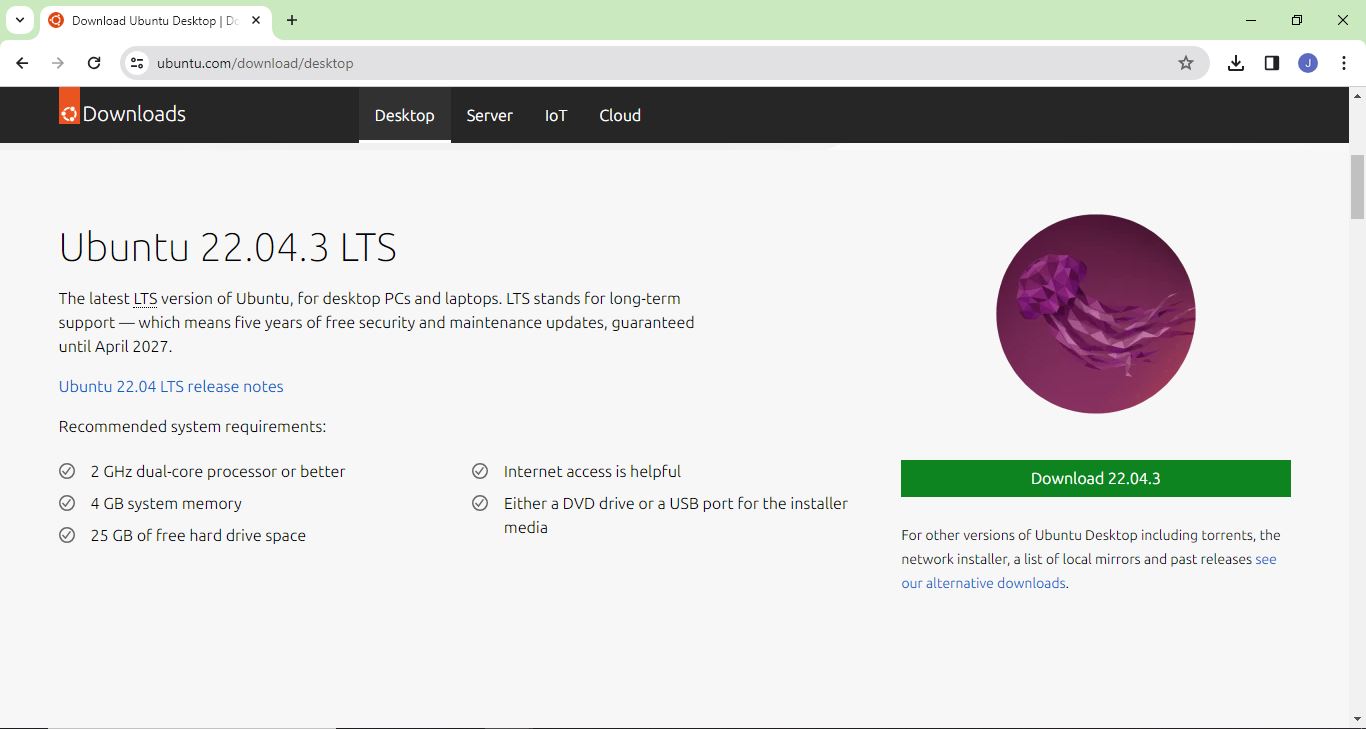 Download Ubuntu Desktop | Do
ubuntu.com/download/desktop
J
Downloads
Desktop
Server
IoT
Cloud
Ubuntu 22.04.3 LTS
The latest LTS version of Ubuntu, for desktop PCs and laptops. LTS stands for long-term
support — which means five years of free security and maintenance updates, guaranteed
until April 2027.
Ubuntu 22.04 LTS release notes
Recommended system requirements:
2 GHz dual-core processor or better
4 GB system memory
25 GB of free hard drive space
Internet access is helpful
Either a DVD drive or a USB port for the installer
media
Download 22.04.3
For other versions of Ubuntu Desktop including torrents, the
network installer, a list of local mirrors and past releases see
our alternative downloads.